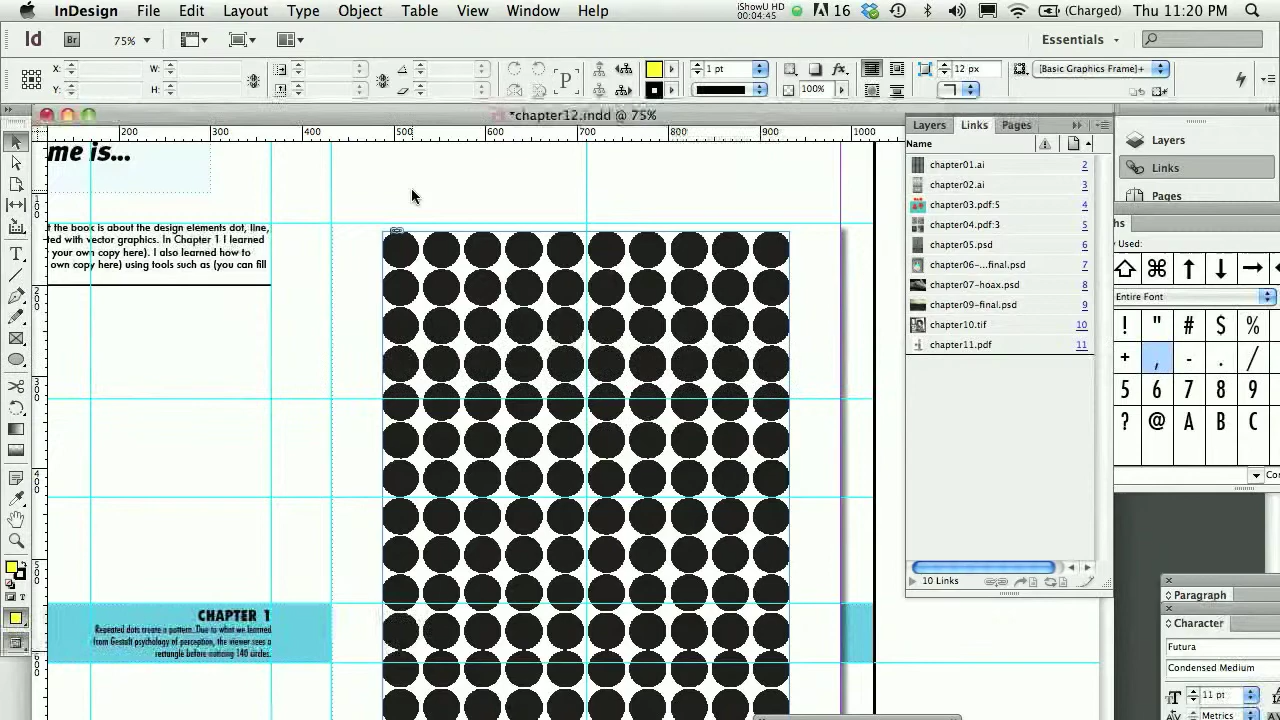 InDesign File Edit Layout Type Object Table View Window Help
iShowU HD
00:04:45
16
(Charged)
Thu 11:20 PM
Id
Br
75%
Essentials
X:
W:
1 pt
12 px
[Basic Graphics Frame]+
Y:
H:
P
fx
100%
*chapter12.indd @ 75%
200 300 400 500 600 700 800 900 1000
Layers Links Pages
Name
chapter01.ai 2
chapter02.ai 3
chapter03.pdf:5 4
chapter04.pdf:3 5
chapter05.psd 6
chapter06-...final.psd 7
chapter07-hoax.psd 8
chapter09-final.psd 9
chapter10.tif 10
chapter11.pdf 11
10 Links
Layers
Links
Pages
hs
Used:
Entire Font
! " # $ %
+ , - . /
5 6 7 8 9
? @ A B C
me is...
t the book is about the design elements dot, line,
ted with vector graphics. In Chapter 1 I learned
your own copy here). I also learned how to
own copy here) using tools such as (you can fill
CHAPTER 1
Repeated dots create a pattern. Due to what we learned
from Gestalt psychology of perception, the viewer sees a
rectangle before noticing 140 circles.
Paragraph
Character
Futura
Condensed Medium
11 pt
Metrics